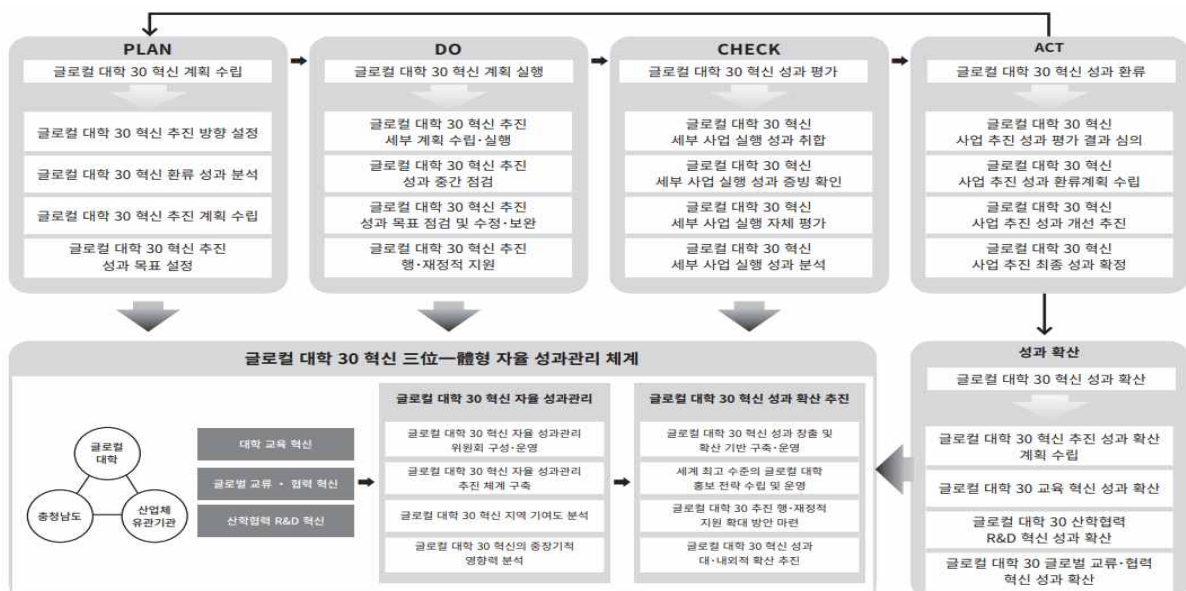 PLAN
글로컬 대학 30 혁신 계획 수립
글로컬 대학 30 혁신 추진 방향 설정
글로컬 대학 30 혁신 환류 성과 분석
글로컬 대학 30 혁신 추진 계획 수립
글로컬 대학 30 혁신 추진
성과 목표 설정
DO
글로컬 대학 30 혁신 계획 실행
글로컬 대학 30 혁신 추진
세부 계획 수립·실행
글로컬 대학 30 혁신 추진
성과 중간 점검
글로컬 대학 30 혁신 추진
성과 목표 점검 및 수정·보완
글로컬 대학 30 혁신 추진
행·재정적 지원
CHECK
글로컬 대학 30 혁신 성과 평가
글로컬 대학 30 혁신
세부 사업 실행 성과 취합
글로컬 대학 30 혁신
세부 사업 실행 성과 증빙 확인
글로컬 대학 30 혁신
세부 사업 실행 자체 평가
글로컬 대학 30 혁신
세부 사업 실행 성과 분석
ACT
글로컬 대학 30 혁신 성과 환류
글로컬 대학 30 혁신
사업 추진 성과 평가 결과 심의
글로컬 대학 30 혁신
사업 추진 성과 환류계획 수립
글로컬 대학 30 혁신
사업 추진 성과 개선 추진
글로컬 대학 30 혁신
사업 추진 최종 성과 확정
글로컬 대학 30 혁신 三位一體형 자율 성과관리 체계
글로컬
대학
충청남도
산업체
유관기관
대학 교육 혁신
글로벌 교류 · 협력 혁신
산학협력 R&D 혁신
글로컬 대학 30 혁신 자율 성과관리
글로컬 대학 30 혁신 자율 성과관리
위원회 구성·운영
글로컬 대학 30 혁신 자율 성과관리
추진 체계 구축
글로컬 대학 30 혁신 지역 기여도 분석
글로컬 대학 30 혁신의 중장기적
영향력 분석
글로컬 대학 30 혁신 성과 확산 추진
글로컬 대학 30 혁신 성과 창출 및
확산 기반 구축·운영
세계 최고 수준의 글로컬 대학
홍보 전략 수립 및 운영
글로컬 대학 30 추진 행·재정적
지원 확대 방안 마련
글로컬 대학 30 혁신 성과
대·내외적 확산 추진
성과 확산
글로컬 대학 30 혁신 성과 확산
글로컬 대학 30 혁신 추진 성과 확산
계획 수립
글로컬 대학 30 교육 혁신 성과 확산
글로컬 대학 30 산학협력
R&D 혁신 성과 확산
글로컬 대학 30 글로벌 교류·협력
혁신 성과 확산